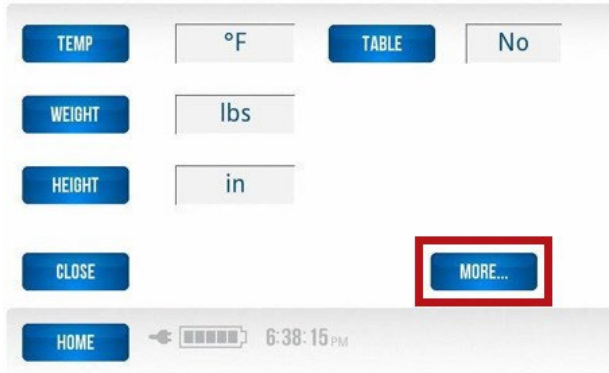 TEMP °F TABLE No
WEIGHT lbs
HEIGHT in
CLOSE MORE...
HOME 6:38:15 PM